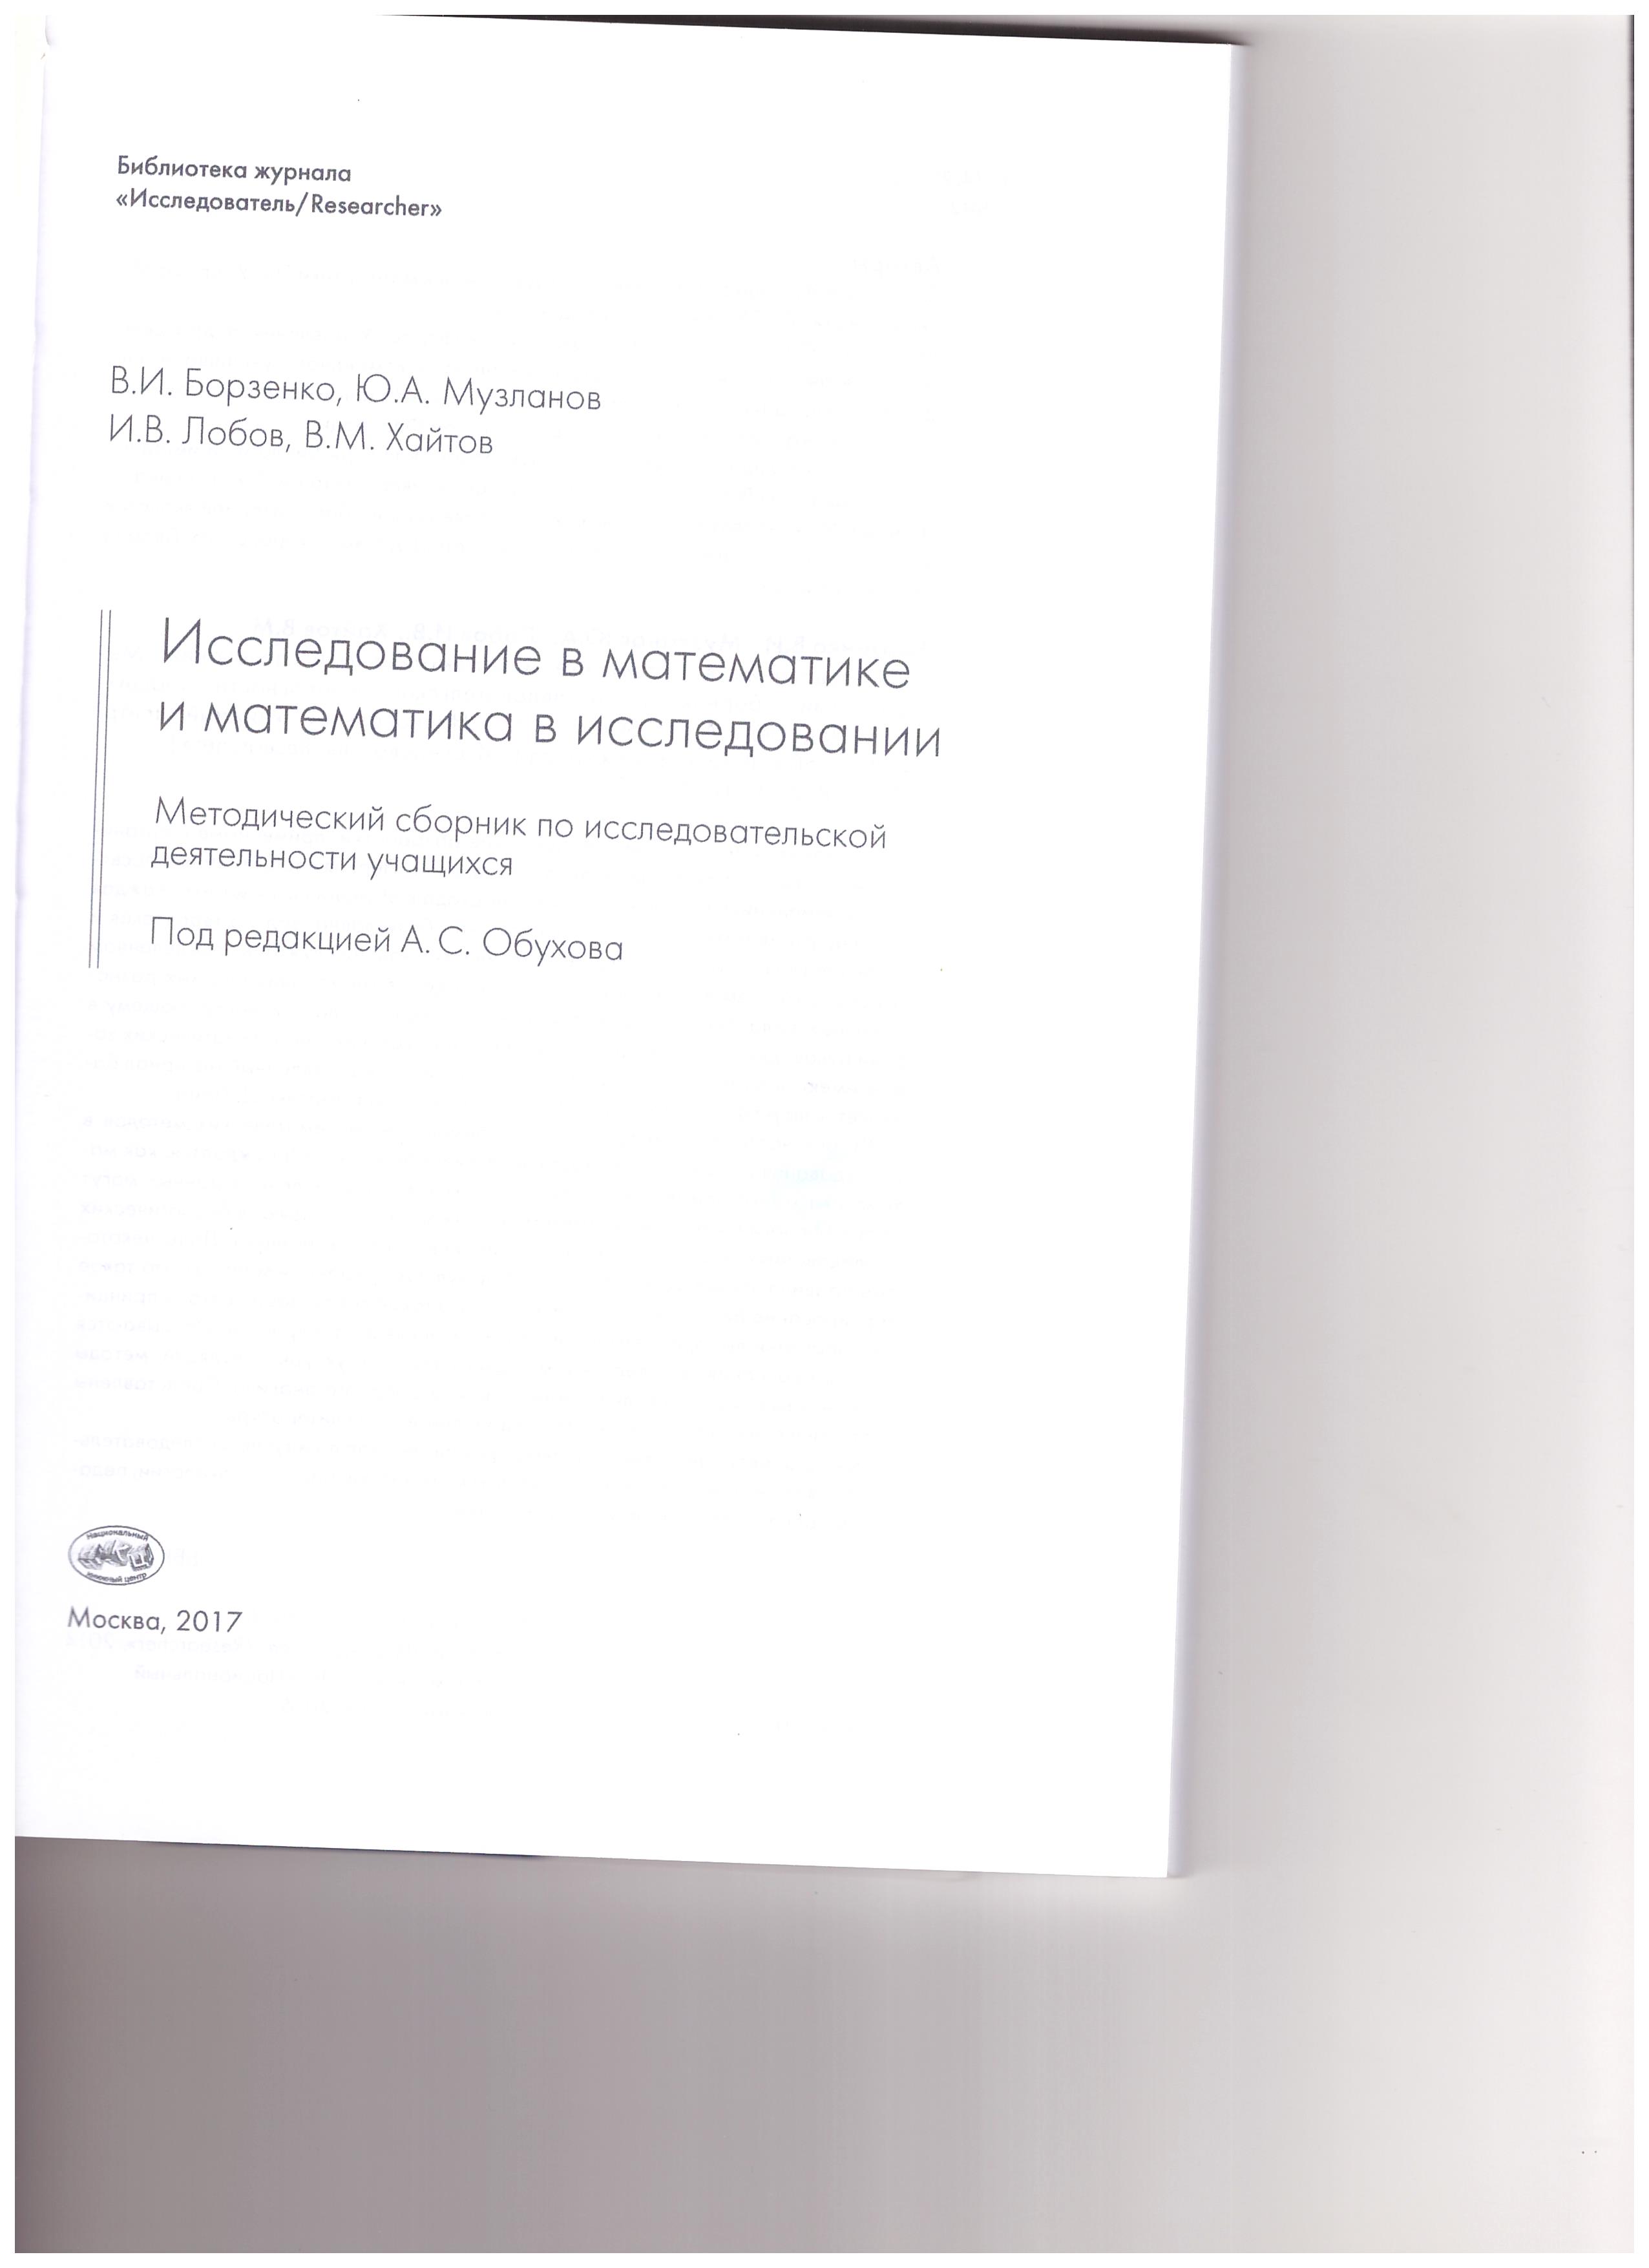 Библиотека журнала
«Исследователь/Researcher»
В.И. Борзенко, Ю.А. Музланов
И.В. Лобов, В.М. Хайтов
Исследование в математике
и математика в исследовании
Методический сборник по исследовательской
деятельности учащихся
Под редакцией А. С. Обухова
Национальный
книжный центр
Москва, 2017